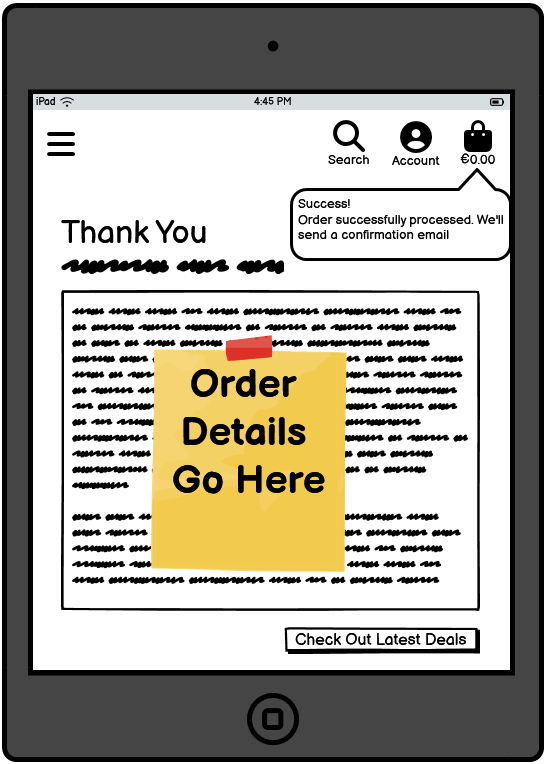 iPad 4:45 PM
Search Account €0.00
Success!
Order successfully processed. We'll
send a confirmation email
Thank You
Order
Details
Go Here
Check Out Latest Deals